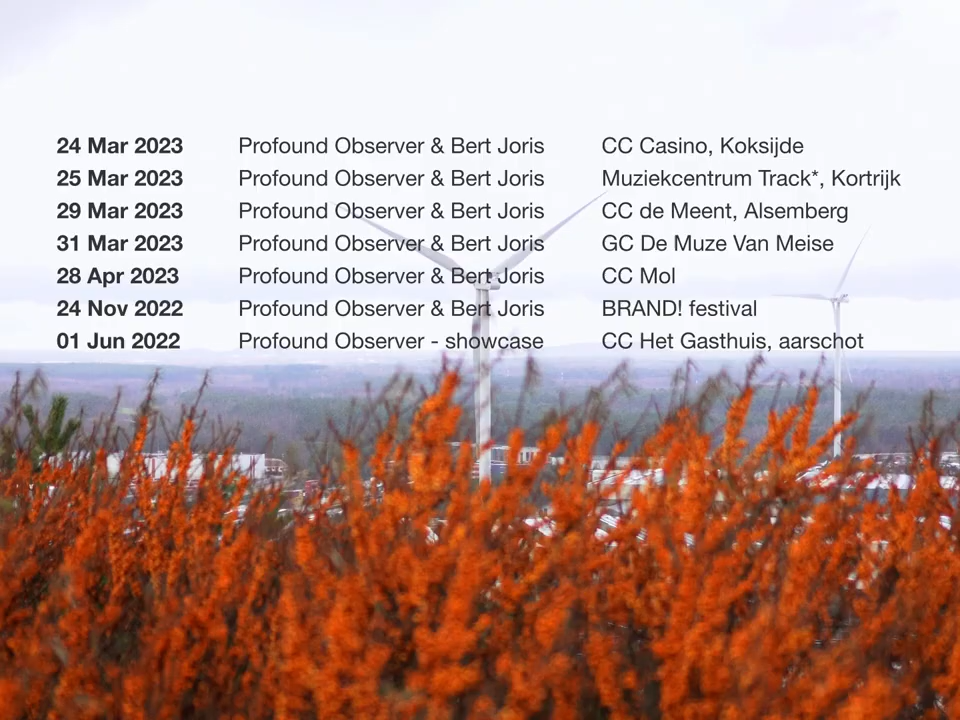 24 Mar 2023 Profound Observer & Bert Joris CC Casino, Koksijde
25 Mar 2023 Profound Observer & Bert Joris Muziekcentrum Track*, Kortrijk
29 Mar 2023 Profound Observer & Bert Joris CC de Meent, Alsemberg
31 Mar 2023 Profound Observer & Bert Joris GC De Muze Van Meise
28 Apr 2023 Profound Observer & Bert Joris CC Mol
24 Nov 2022 Profound Observer & Bert Joris BRAND! festival
01 Jun 2022 Profound Observer - showcase CC Het Gasthuis, aarschot